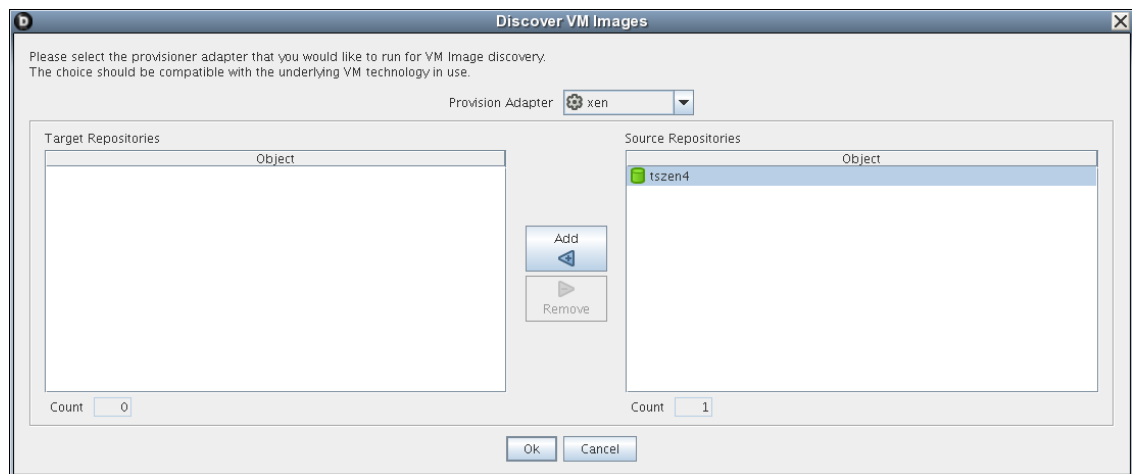 Discover VM Images
Please select the provisioner adapter that you would like to run for VM Image discovery.
The choice should be compatible with the underlying VM technology in use.
Provision Adapter xen
Target Repositories
Object
Count 0
Add
Remove
Source Repositories
Object
tszen4
Count 1
Ok Cancel